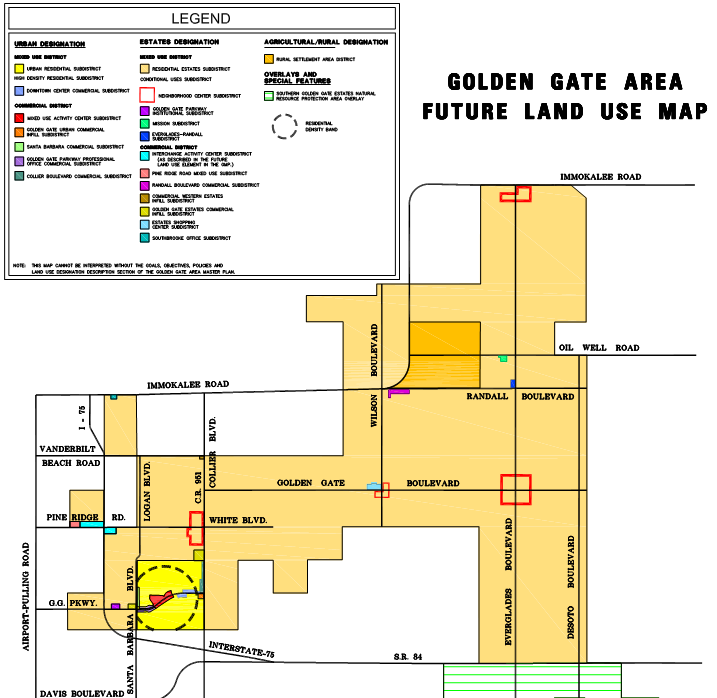 LEGEND
URBAN DESIGNATION
MIXED USE DISTRICT
URBAN RESIDENTIAL SUBDISTRICT
HIGH DENSITY RESIDENTIAL SUBDISTRICT
DOWNTOWN CENTER COMMERCIAL SUBDISTRICT
COMMERCIAL DISTRICT
MIXED USE ACTIVITY CENTER SUBDISTRICT
GOLDEN GATE URBAN COMMERCIAL
INFILL SUBDISTRICT
SANTA BARBARA COMMERCIAL SUBDISTRICT
GOLDEN GATE PARKWAY PROFESSIONAL
OFFICE COMMERCIAL SUBDISTRICT
COLLIER BOULEVARD COMMERCIAL SUBDISTRICT
ESTATES DESIGNATION
MIXED USE DISTRICT
RESIDENTIAL ESTATES SUBDISTRICT
CONDITIONAL USES SUBDISTRICT
NEIGHBORHOOD CENTER SUBDISTRICT
GOLDEN GATE PARKWAY
INSTITUTIONAL SUBDISTRICT
MISSION SUBDISTRICT
EVERGLADES-RANDALL
SUBDISTRICT
COMMERCIAL DISTRICT
INTERCHANGE ACTIVITY CENTER SUBDISTRICT
(AS DESCRIBED IN THE FUTURE
LAND USE ELEMENT IN THE GMP.)
PINE RIDGE ROAD MIXED USE SUBDISTRICT
RANDALL BOULEVARD COMMERCIAL SUBDISTRICT
COMMERCIAL WESTERN ESTATES
INFILL SUBDISTRICT
GOLDEN GATE ESTATES COMMERCIAL
INFILL SUBDISTRICT
ESTATES SHOPPING
CENTER SUBDISTRICT
SOUTHBROOKE OFFICE SUBDISTRICT
AGRICULTURAL/RURAL DESIGNATION
RURAL SETTLEMENT AREA DISTRICT
OVERLAYS AND
SPECIAL FEATURES
SOUTHERN GOLDEN GATE ESTATES NATURAL
RESOURCE PROTECTION AREA OVERLAY
RESIDENTIAL
DENSITY BAND
NOTE: THIS MAP CANNOT BE INTERPRETED WITHOUT THE GOALS, OBJECTIVES, POLICIES AND
LAND USE DESIGNATION DESCRIPTION SECTION OF THE GOLDEN GATE AREA MASTER PLAN.
GOLDEN GATE AREA
FUTURE LAND USE MAP
IMMOKALEE ROAD
OIL WELL ROAD
WILSON BOULEVARD
RANDALL BOULEVARD
IMMOKALEE ROAD
I - 75
COLLIER BLVD.
C.R. 951
VANDERBILT
BEACH ROAD
LOGAN BLVD.
GOLDEN GATE BOULEVARD
PINE RIDGE RD.
WHITE BLVD.
AIRPORT-PULLING ROAD
G.G. PKWY.
SANTA BARBARA BLVD.
EVERGLADES BOULEVARD
DESOTO BOULEVARD
INTERSTATE-75
S.R. 84
DAVIS BOULEVARD